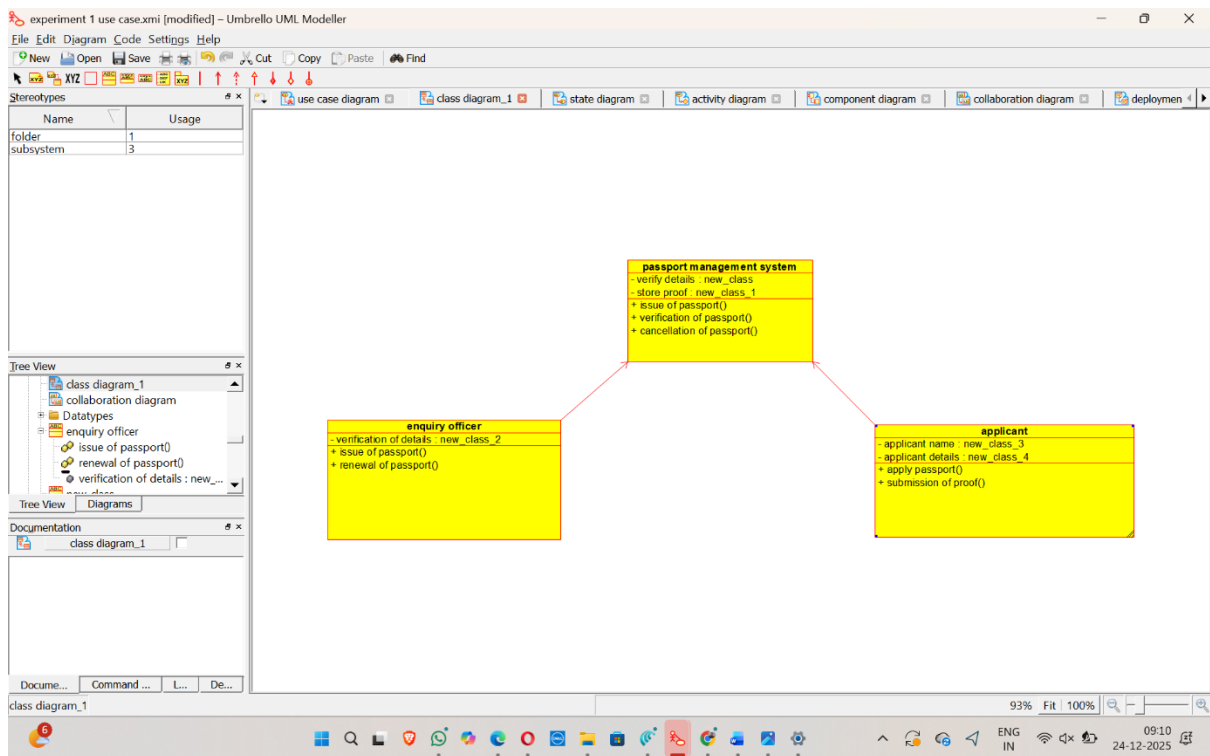 experiment 1 use case.xmi [modified] – Umbrello UML Modeller
File Edit Diagram Code Settings Help
New Open Save Cut Copy Paste Find
XYZ
Stereotypes
Name Usage
folder 1
subsystem 3
use case diagram class diagram_1 state diagram activity diagram component diagram collaboration diagram deploymen
passport management system
- verify details : new_class
- store proof : new_class_1
+ issue of passport()
+ verification of passport()
+ cancellation of passport()
Tree View
class diagram_1
collaboration diagram
Datatypes
enquiry officer
issue of passport()
renewal of passport()
verification of details : new_...
new_class
Tree View Diagrams
enquiry officer
- verification of details : new_class_2
+ issue of passport()
+ renewal of passport()
applicant
- applicant name : new_class_3
- applicant details : new_class_4
+ apply passport()
+ submission of proof()
Documentation
class diagram_1
Docume... Command ... L... De...
class diagram_1
93% Fit 100%
6
ENG
IN
09:10
24-12-2025